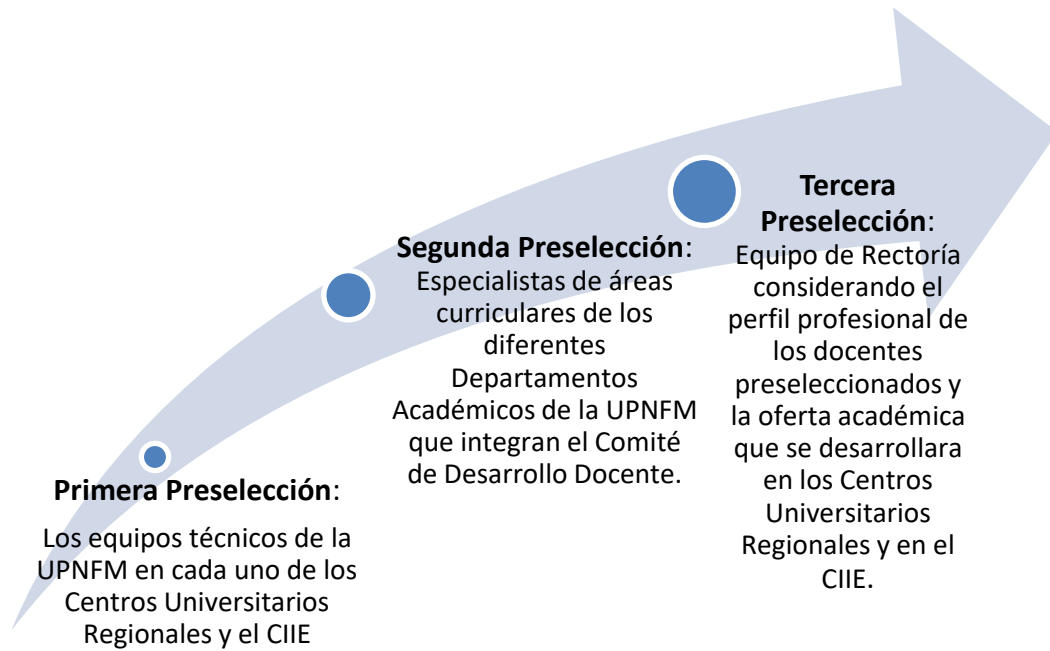 Primera Preselección:
Los equipos técnicos de la
UPNFM en cada uno de los
Centros Universitarios
Regionales y el CIIE
Segunda Preselección:
Especialistas de áreas
curriculares de los
diferentes
Departamentos
Académicos de la UPNFM
que integran el Comité
de Desarrollo Docente.
Tercera
Preselección:
Equipo de Rectoría
considerando el
perfil profesional de
los docentes
preseleccionados y
la oferta académica
que se desarrollara
en los Centros
Universitarios
Regionales y en el
CIIE.